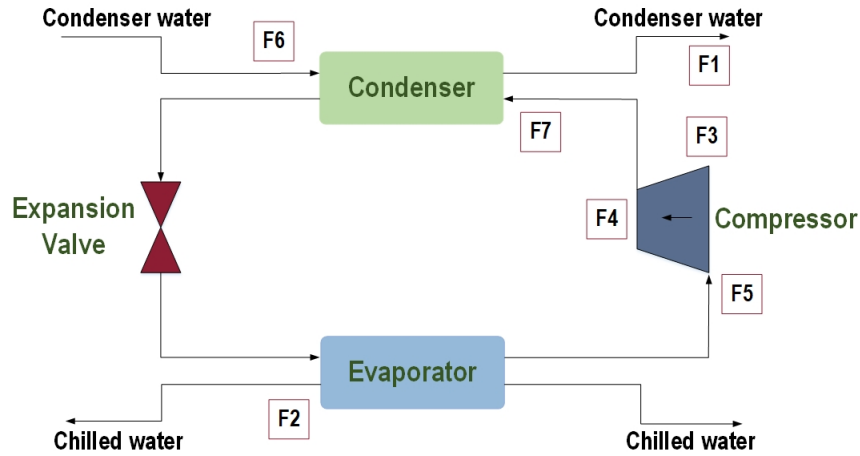 Condenser water
Condenser water
F6
F1
Condenser
F7
F3
Expansion
Valve
F4
Compressor
F5
Evaporator
F2
Chilled water
Chilled water